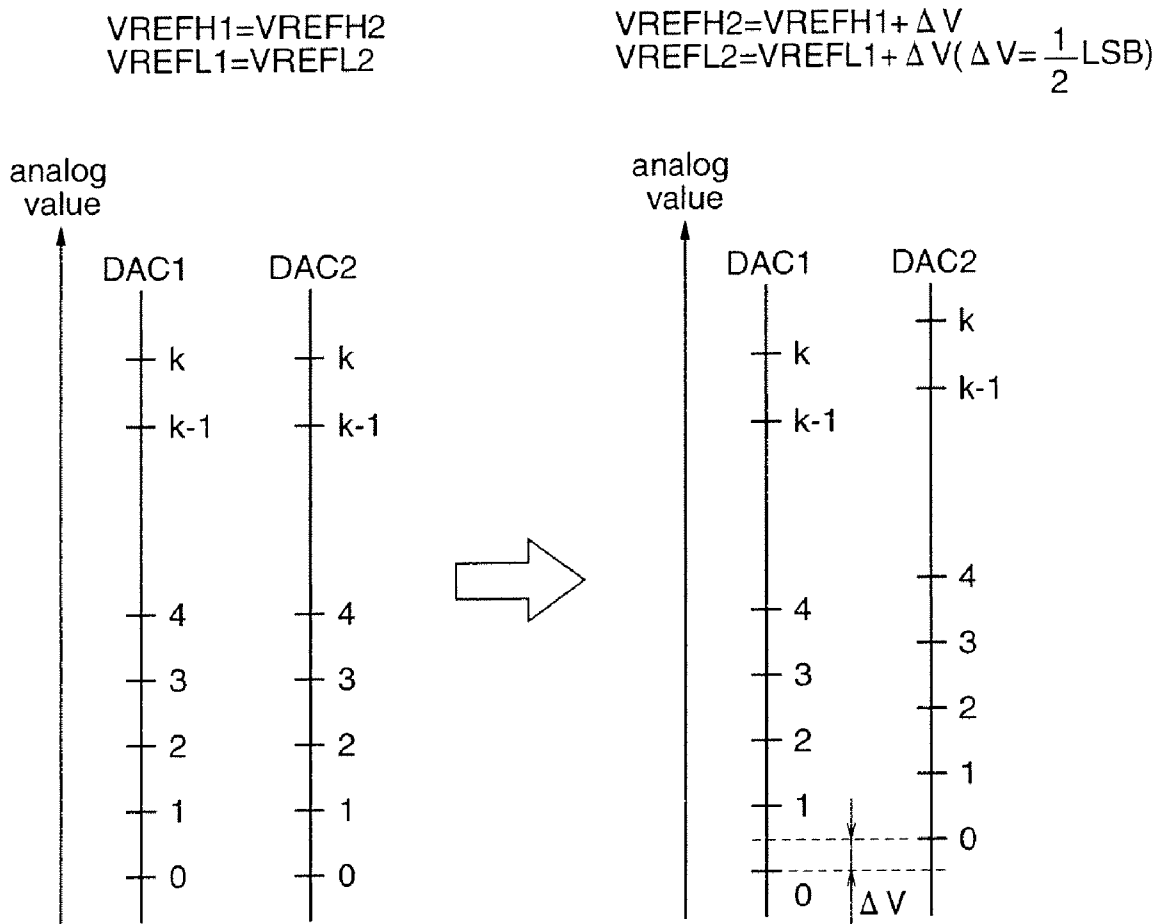 VREFH1=VREFH2
VREFL1=VREFL2
analog
value
DAC1 DAC2
k k
k-1 k-1
4 4
3 3
2 2
1 1
0 0
VREFH2=VREFH1+ΔV
VREFL2=VREFL1+ΔV(ΔV=1/2LSB)
analog
value
DAC1 DAC2
k
k
k-1
k-1
4
4
3
3
2
2
1
1
0
0
ΔV